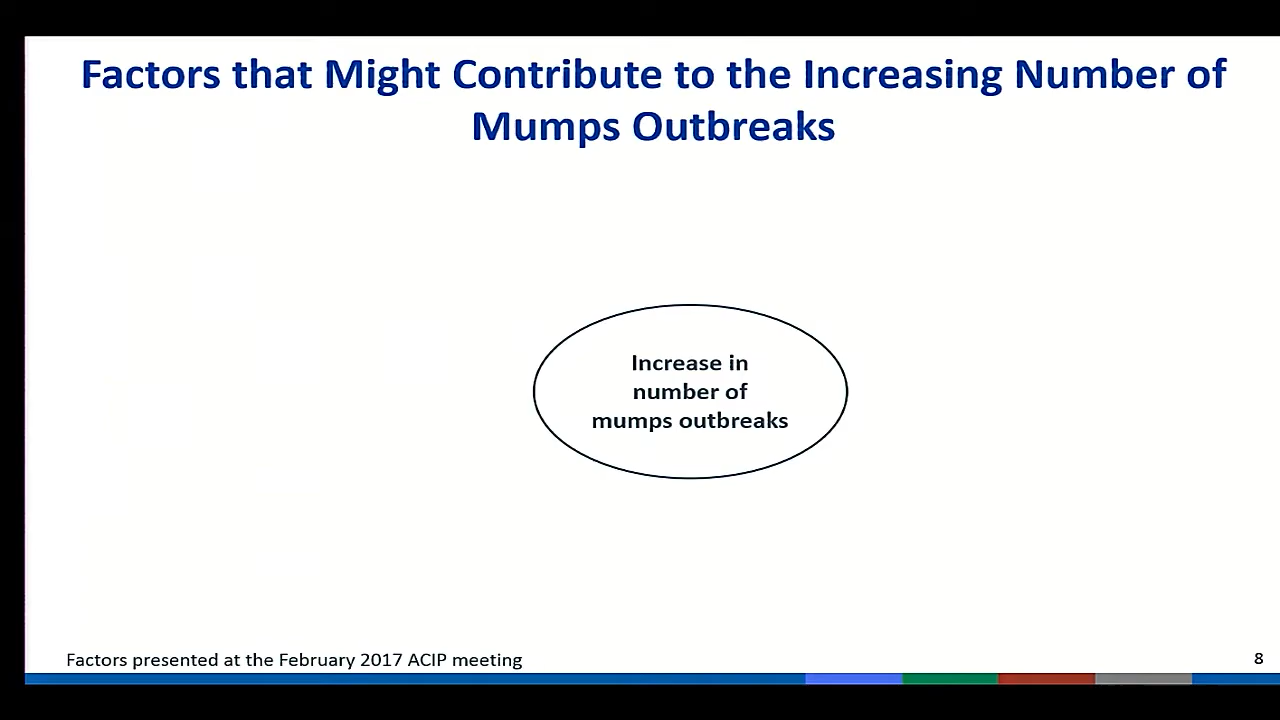 Factors that Might Contribute to the Increasing Number of
Mumps Outbreaks
Increase in
number of
mumps outbreaks
Factors presented at the February 2017 ACIP meeting
8